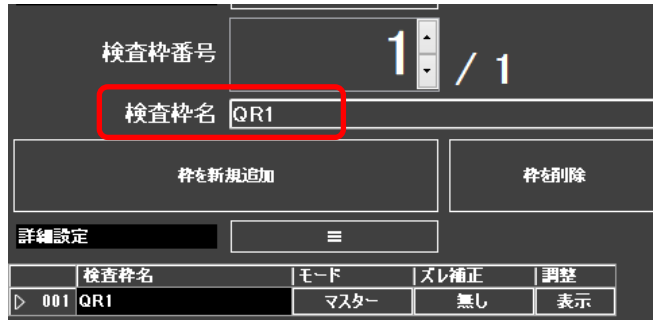 検査枠番号 1 / 1
検査枠名 QR1
枠を新規追加 枠を削除
詳細設定 ≡
検査枠名 モード ズレ補正 調整
001 QR1 マスター 無し 表示